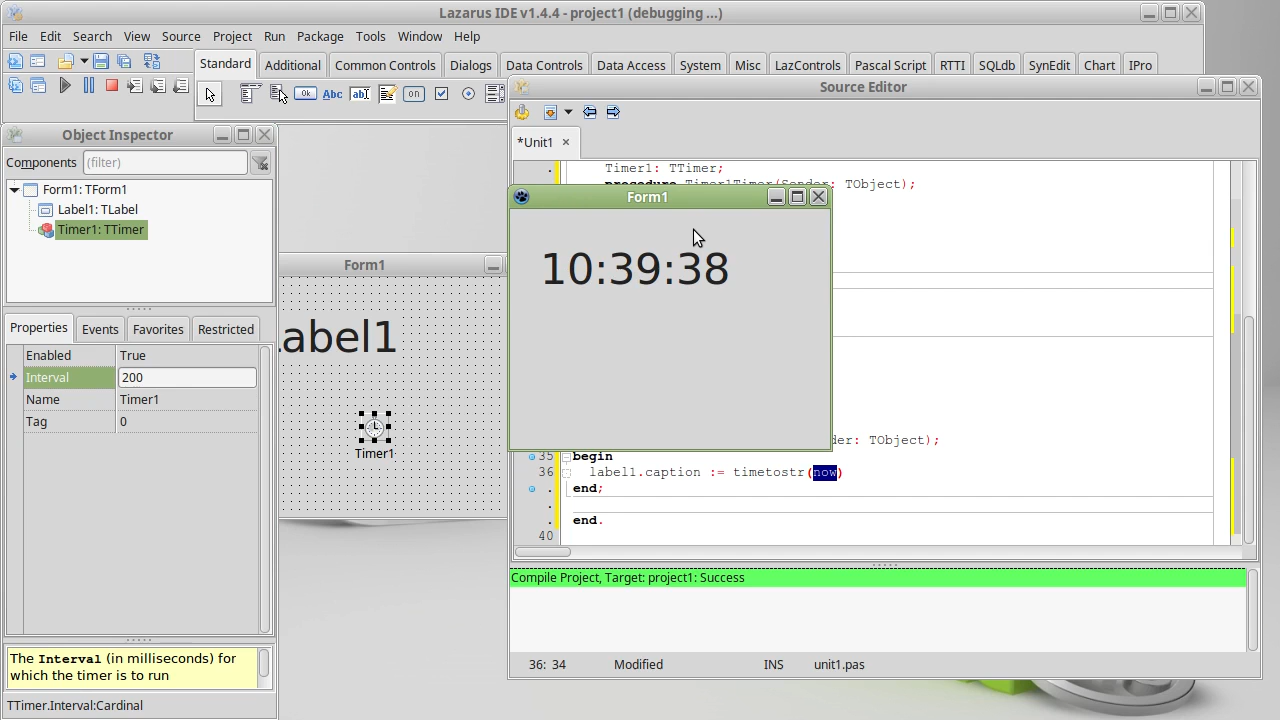 Lazarus IDE v1.4.4 - project1 (debugging ...)
File Edit Search View Source Project Run Package Tools Window Help
Standard Additional Common Controls Dialogs Data Controls Data Access System Misc LazControls Pascal Script RTTI SQLdb SynEdit Chart IPro
Ok Abc abI on
Source Editor
*Unit1
Object Inspector
Components (filter)
Form1: TForm1
Label1: TLabel
Timer1: TTimer
Properties Events Favorites Restricted
Enabled True
Interval 200
Name Timer1
Tag 0
The Interval (in milliseconds) for
which the timer is to run
TTimer.Interval:Cardinal
Form1
abel1
Timer1
Timer1: TTimer;
procedure Timer1Timer(Sender: TObject);
Form1
10:39:38
der: TObject);
35 begin
36 label1.caption := timetostr(now)
. end;
.
. end.
40
Compile Project, Target: project1: Success
36: 34 Modified INS unit1.pas